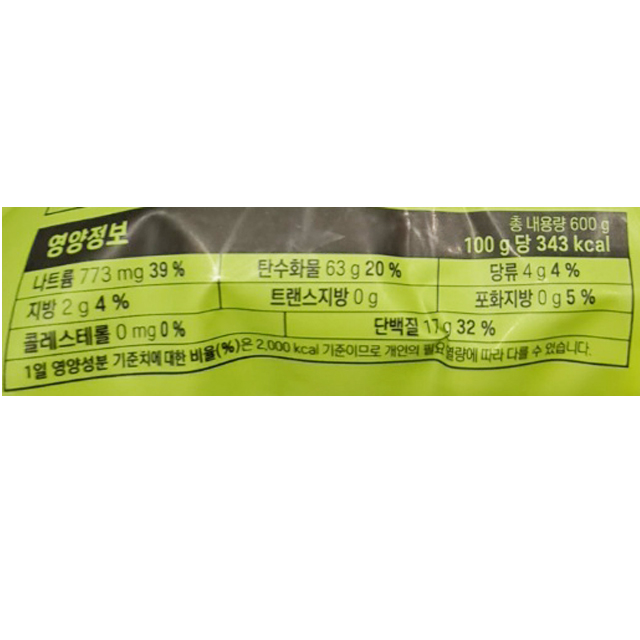 영양정보
총 내용량 600 g
100 g 당 343 kcal
나트륨 773 mg 39 % 탄수화물 63 g 20 % 당류 4 g 4 %
지방 2 g 4 % 트랜스지방 0 g 포화지방 0 g 5 %
콜레스테롤 0 mg 0 % 단백질 17 g 32 %
1일 영양성분 기준치에 대한 비율(%)은 2,000 kcal 기준이므로 개인의 필요열량에 따라 다를 수 있습니다.